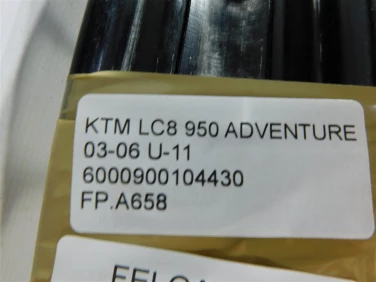 KTM LC8 950 ADVENTURE
03-06 U-11
6000900104430
FP.A658